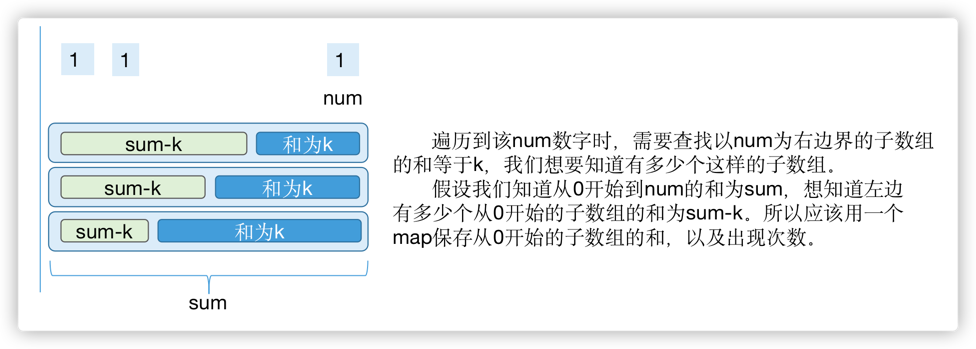 1 1 1
num
sum-k 和为k
sum-k 和为k
sum-k 和为k
sum
遍历到该num数字时，需要查找以num为右边界的子数组
的和等于k，我们想要知道有多少个这样的子数组。
假设我们知道从0开始到num的和为sum，想知道左边
有多少个从0开始的子数组的和为sum-k。所以应该用一个
map保存从0开始的子数组的和，以及出现次数。